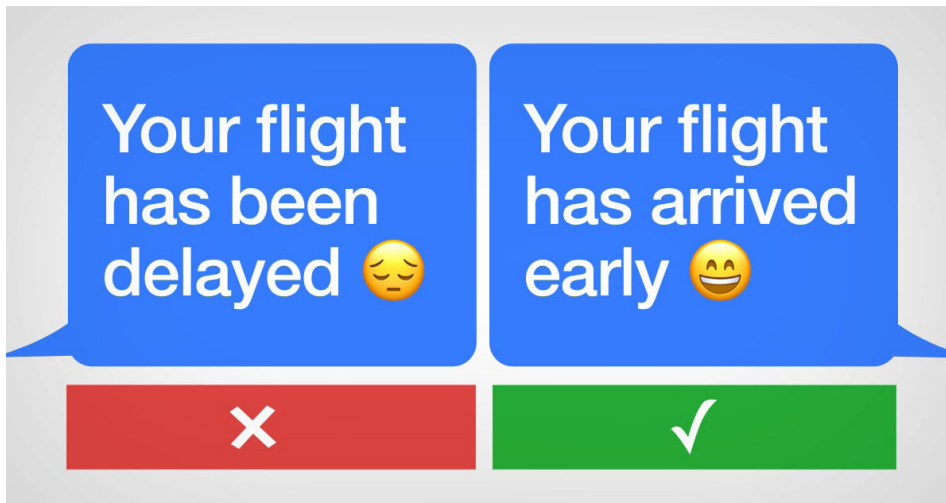 Your flight
has been
delayed 😔
Your flight
has arrived
early 😄